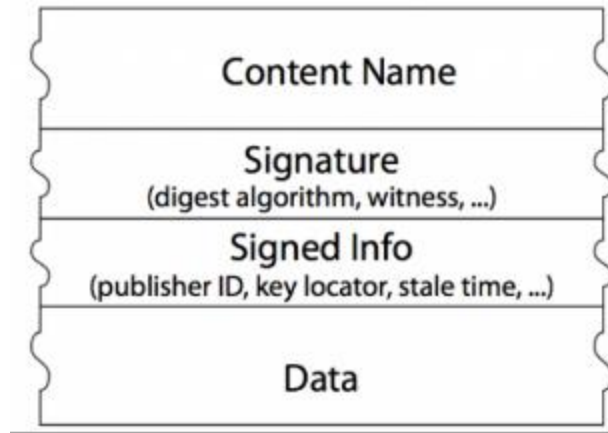 Content Name
Signature
(digest algorithm, witness, ...)
Signed Info
(publisher ID, key locator, stale time, ...)
Data